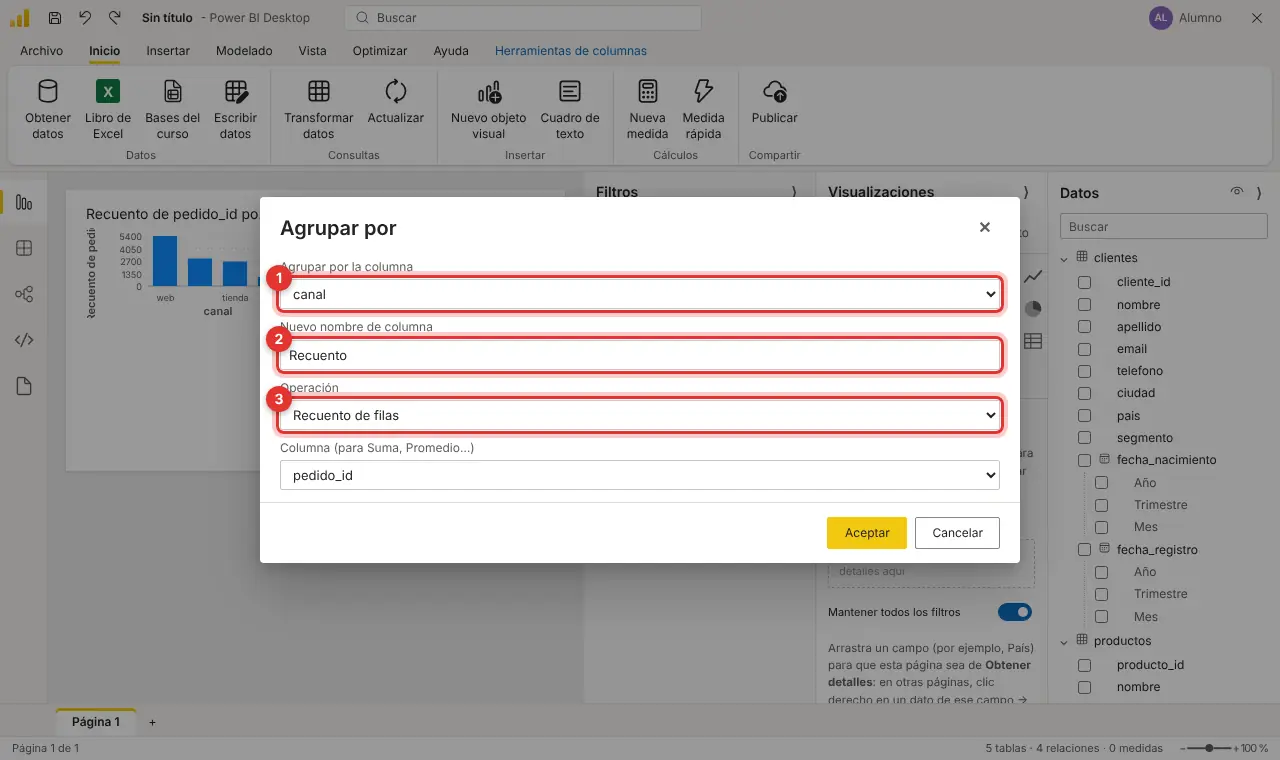 Sin título - Power BI Desktop
Buscar
AL Alumno
Archivo Inicio Insertar Modelado Vista Optimizar Ayuda Herramientas de columnas
Obtener datos
Libro de Excel
Bases del curso
Escribir datos
Datos
Transformar datos
Actualizar
Consultas
Nuevo objeto visual
Cuadro de texto
Insertar
Nueva medida
Medida rápida
Cálculos
Publicar
Compartir
Recuento de pedido_id po
Recuento de pedi
5400
4050
2700
1350
0
web
tienda
canal
Filtros
Visualizaciones
Agrupar por
Agrupar por la columna
1
canal
Nuevo nombre de columna
2
Recuento
Operación
3
Recuento de filas
Columna (para Suma, Promedio...)
pedido_id
Aceptar
Cancelar
to
ara
ar
detalles aquí
Mantener todos los filtros
Arrastra un campo (por ejemplo, País)
para que esta página sea de Obtener
detalles: en otras páginas, clic
derecho en un dato de ese campo →
Datos
Buscar
clientes
cliente_id
nombre
apellido
email
telefono
ciudad
pais
segmento
fecha_nacimiento
Año
Trimestre
Mes
fecha_registro
Año
Trimestre
Mes
productos
producto_id
nombre
Página 1 +
Página 1 de 1
5 tablas · 4 relaciones · 0 medidas
− + 100 %